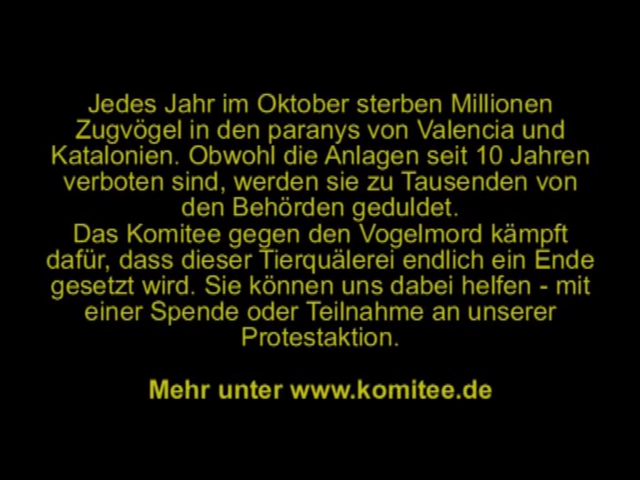 Jedes Jahr im Oktober sterben Millionen
Zugvögel in den paranys von Valencia und
Katalonien. Obwohl die Anlagen seit 10 Jahren
verboten sind, werden sie zu Tausenden von
den Behörden geduldet.
Das Komitee gegen den Vogelmord kämpft
dafür, dass dieser Tierquälerei endlich ein Ende
gesetzt wird. Sie können uns dabei helfen - mit
einer Spende oder Teilnahme an unserer
Protestaktion.
Mehr unter www.komitee.de